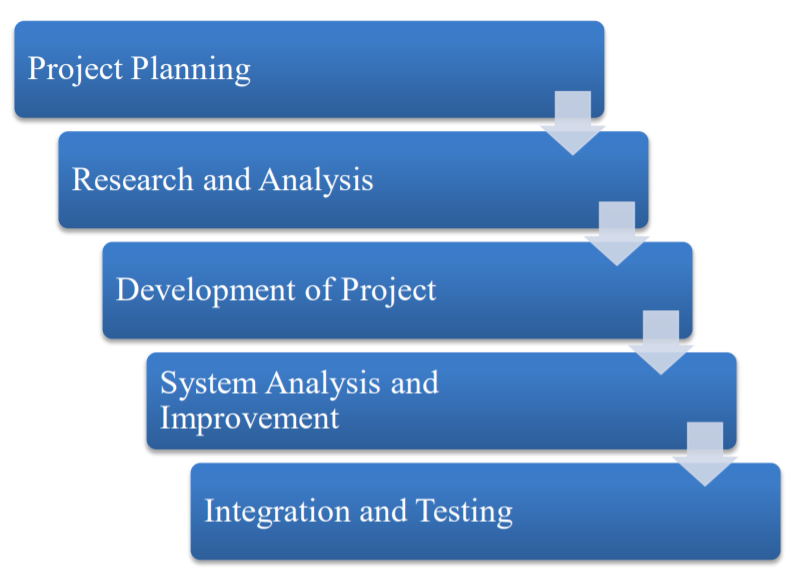 Project Planning
Research and Analysis
Development of Project
System Analysis and
Improvement
Integration and Testing